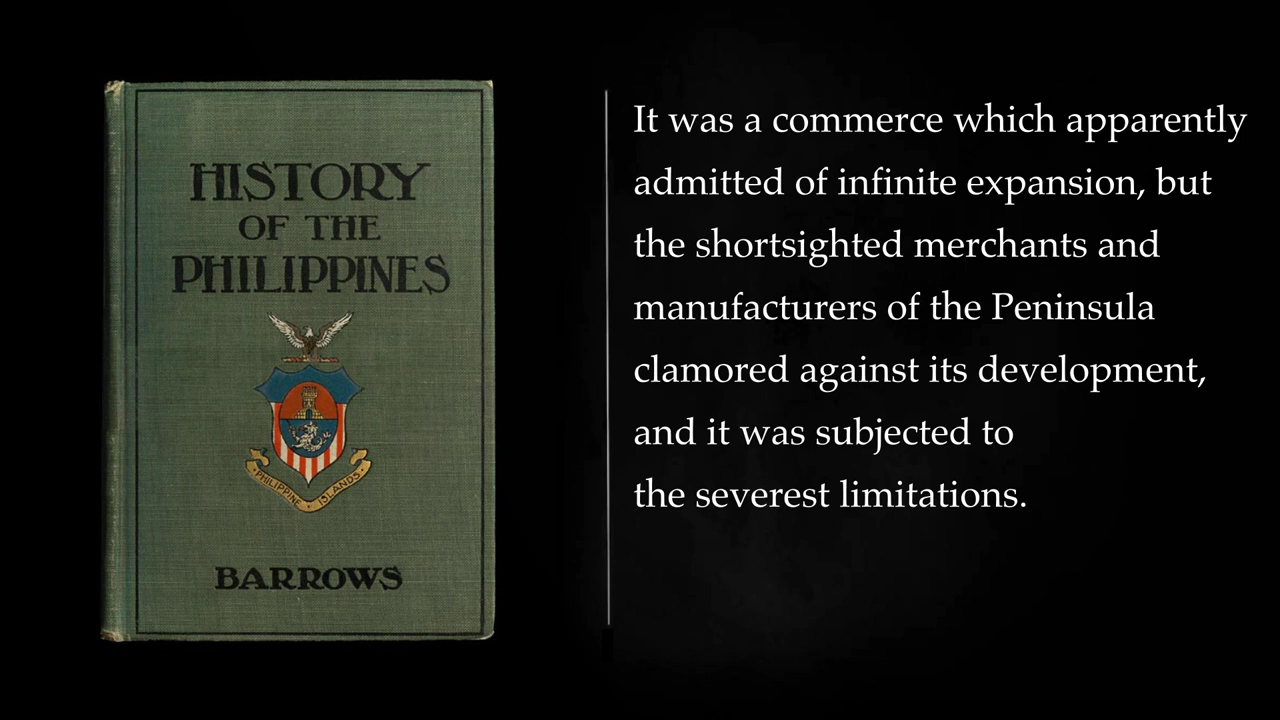 HISTORY
OF THE
PHILIPPINES
PHILIPPINE ISLANDS
BARROWS
It was a commerce which apparently
admitted of infinite expansion, but
the shortsighted merchants and
manufacturers of the Peninsula
clamored against its development,
and it was subjected to
the severest limitations.